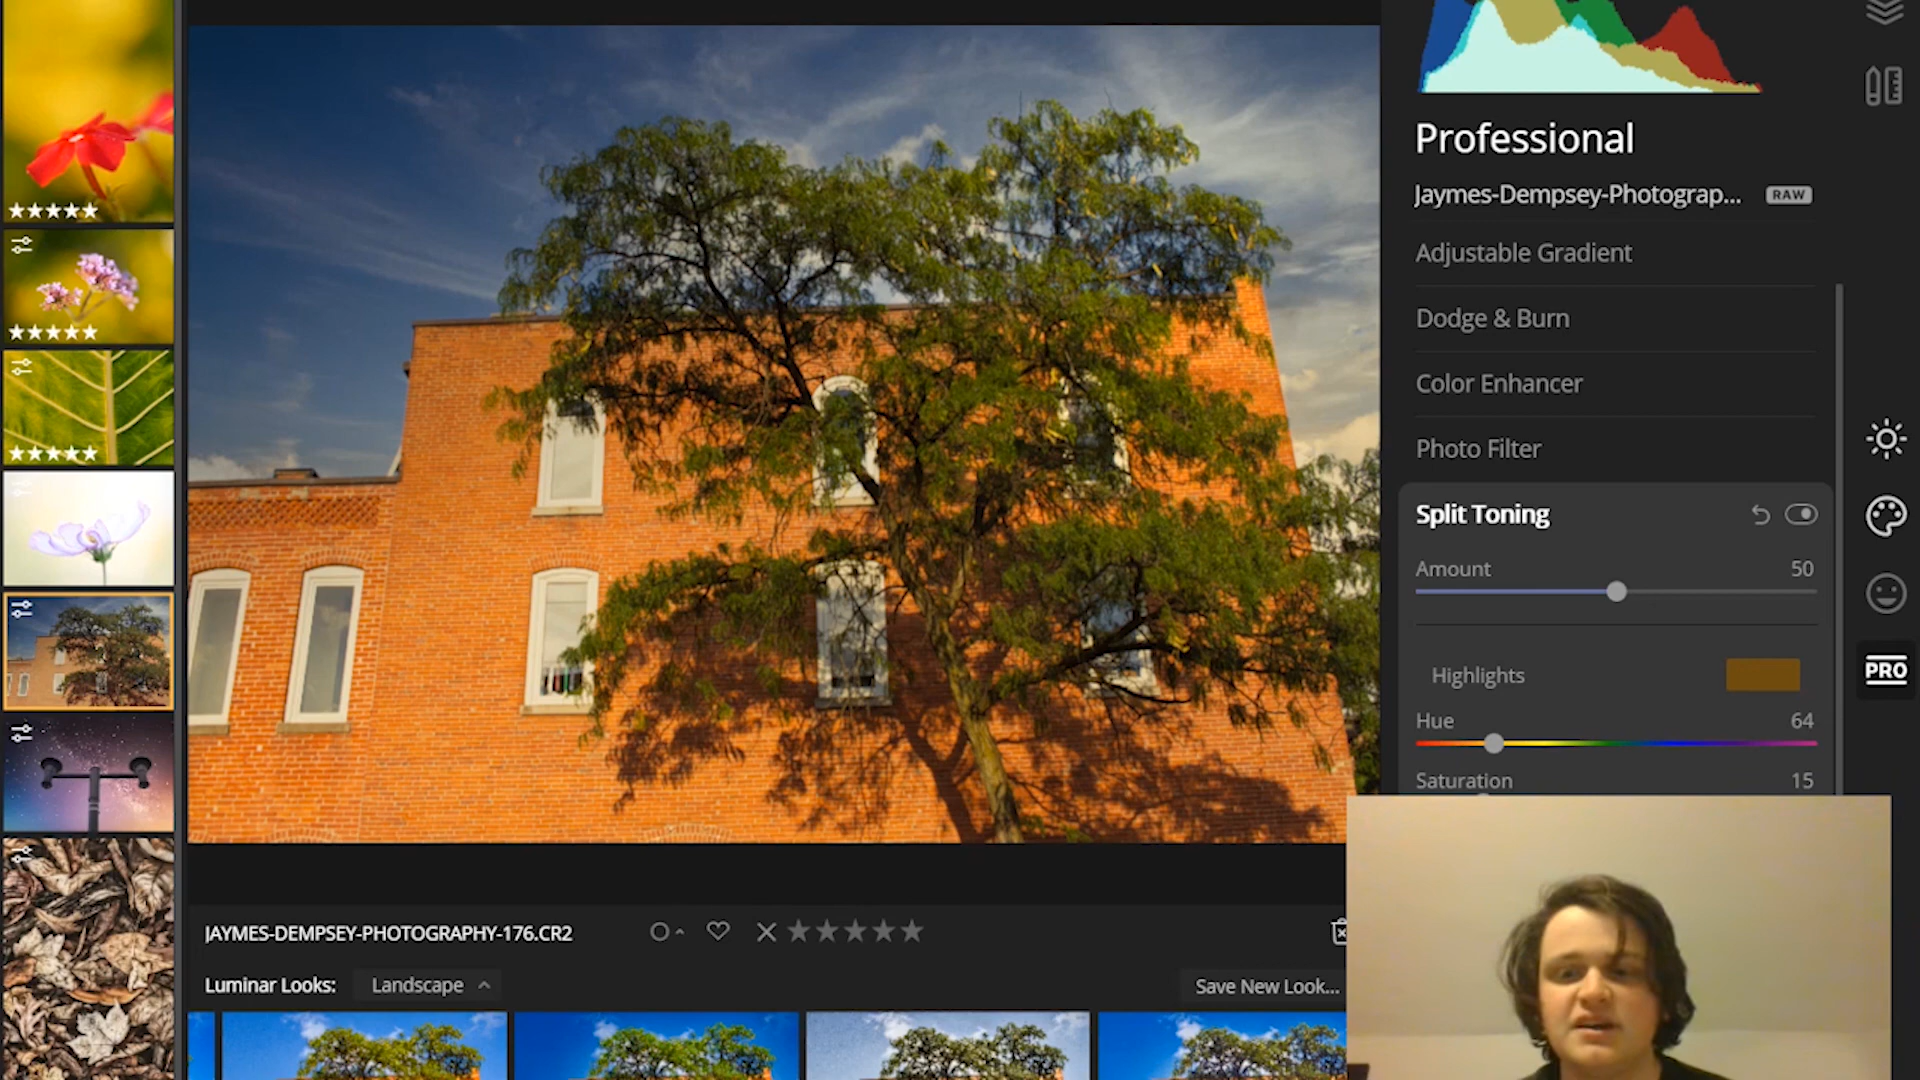 Professional
Jaymes-Dempsey-Photograp... RAW
Adjustable Gradient
Dodge & Burn
Color Enhancer
Photo Filter
Split Toning
Amount 50
Highlights
Hue 64
Saturation 15
PRO
JAYMES-DEMPSEY-PHOTOGRAPHY-176.CR2
Luminar Looks: Landscape
Save New Look...